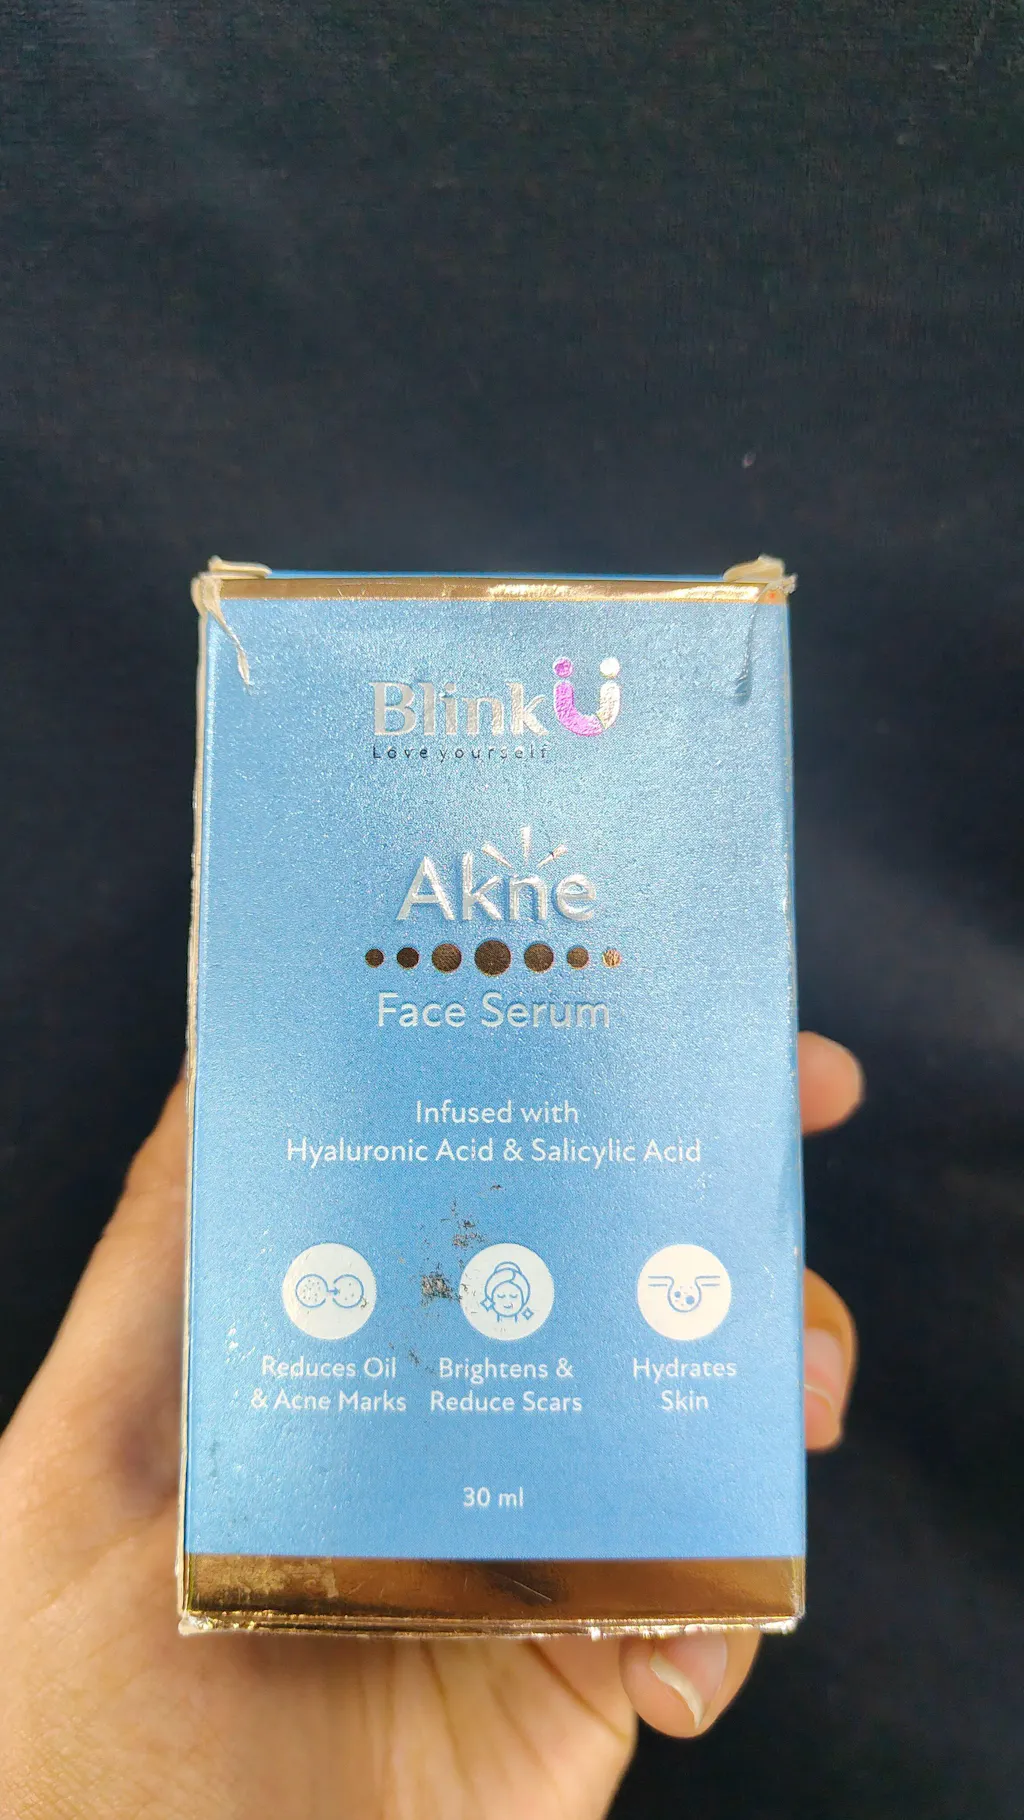 Blink Ü
Love yourself
Akne
Face Serum
Infused with
Hyaluronic Acid & Salicylic Acid
Reduces Oil
& Acne Marks
Brightens &
Reduce Scars
Hydrates
Skin
30 ml